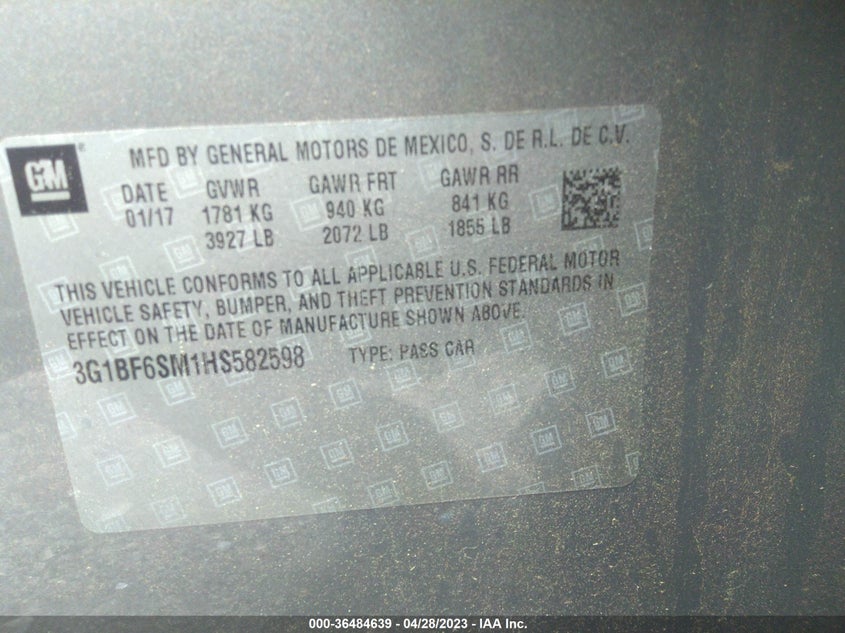 GM
MFD BY GENERAL MOTORS DE MEXICO, S. DE R.L. DE C.V.
DATE GVWR GAWR FRT GAWR RR
01/17 1781 KG 940 KG 841 KG
3927 LB 2072 LB 1855 LB
THIS VEHICLE CONFORMS TO ALL APPLICABLE U.S. FEDERAL MOTOR
VEHICLE SAFETY, BUMPER, AND THEFT PREVENTION STANDARDS IN
EFFECT ON THE DATE OF MANUFACTURE SHOWN ABOVE.
3G1BF6SM1HS582598 TYPE: PASS CAR
000-36484639 - 04/28/2023 - IAA Inc.